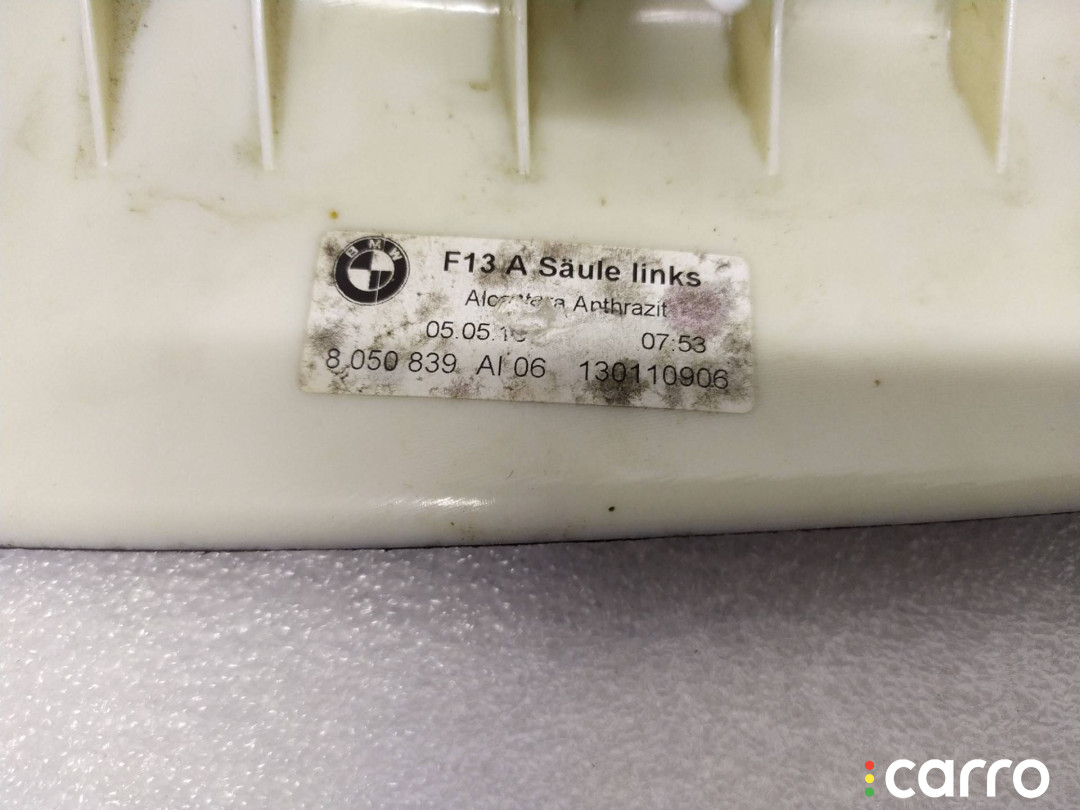 BMW
F13 A Säule links
Anthrazit
07:53
8 050 839 AI 06 130110906
carro